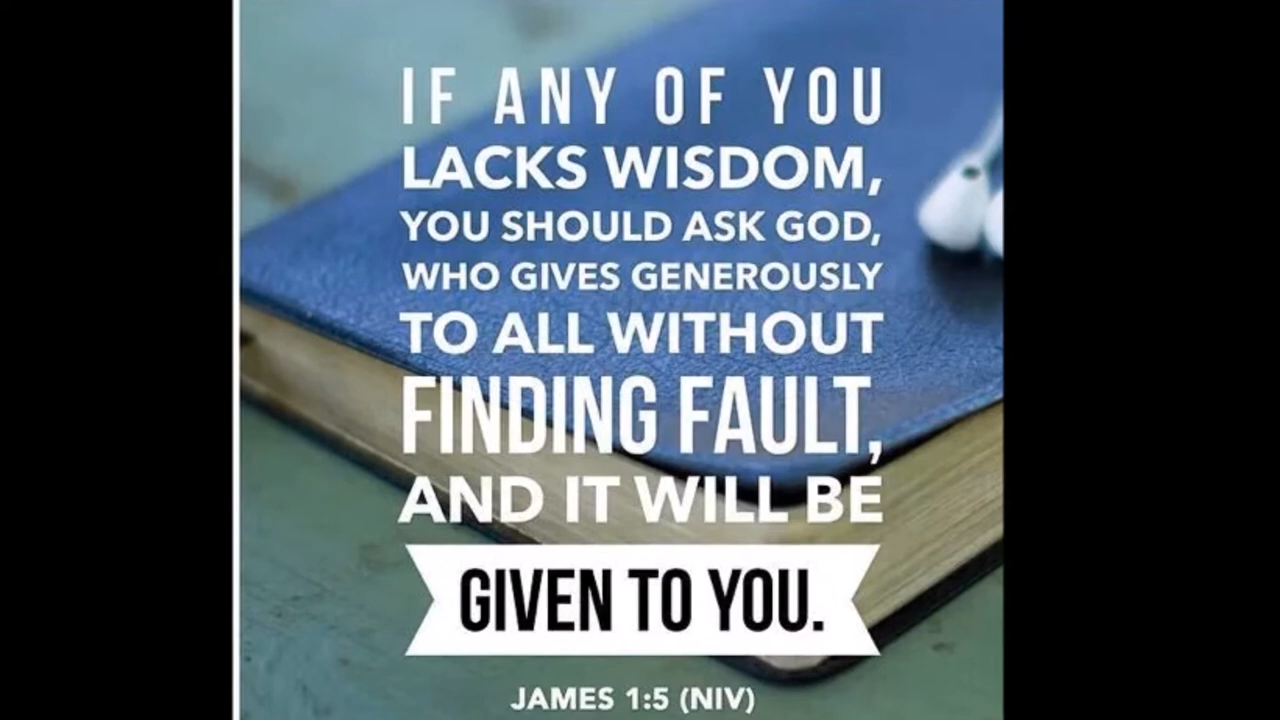 IF ANY OF YOU
LACKS WISDOM,
YOU SHOULD ASK GOD,
WHO GIVES GENEROUSLY
TO ALL WITHOUT
FINDING FAULT,
AND IT WILL BE
GIVEN TO YOU.
JAMES 1:5 (NIV)